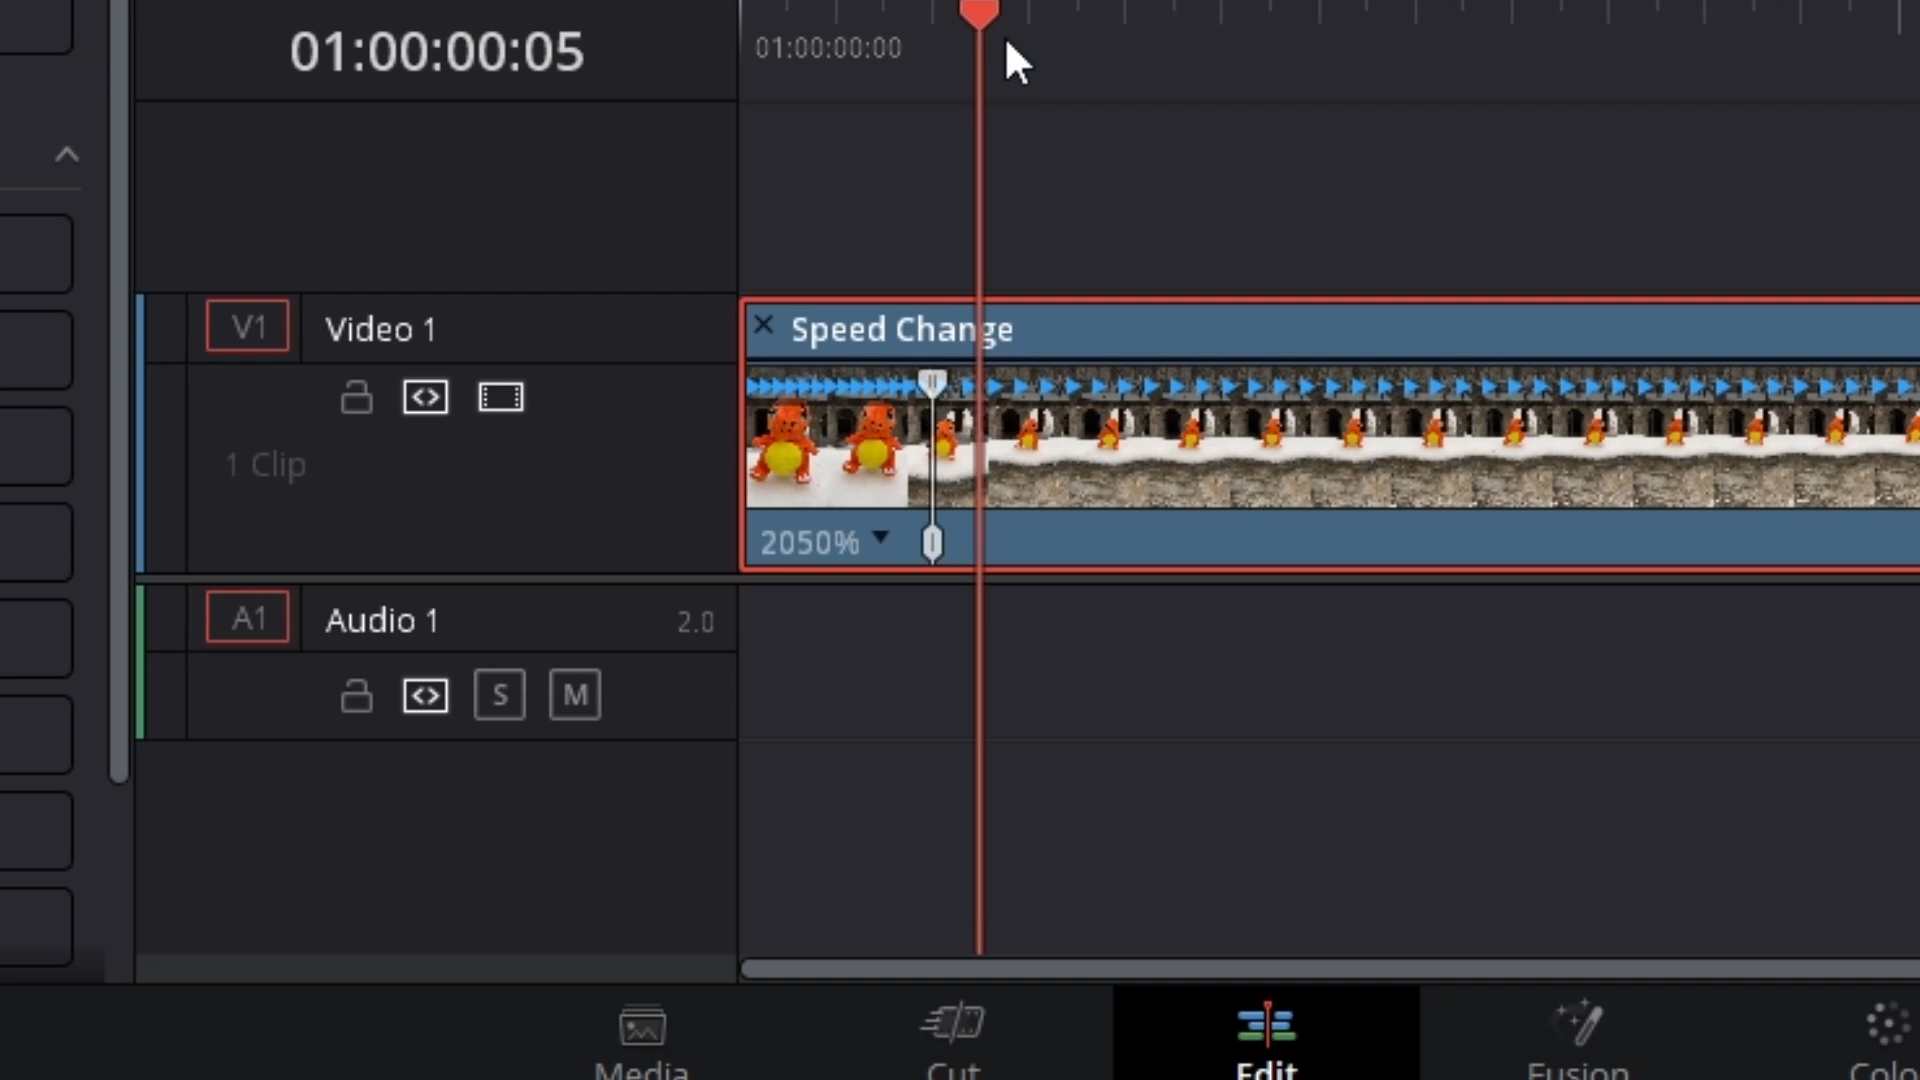 01:00:00:05
01:00:00:00
V1 Video 1
Speed Change
1 Clip
2050%
A1 Audio 1 2.0
S M
Media Cut Edit Fusion Colo